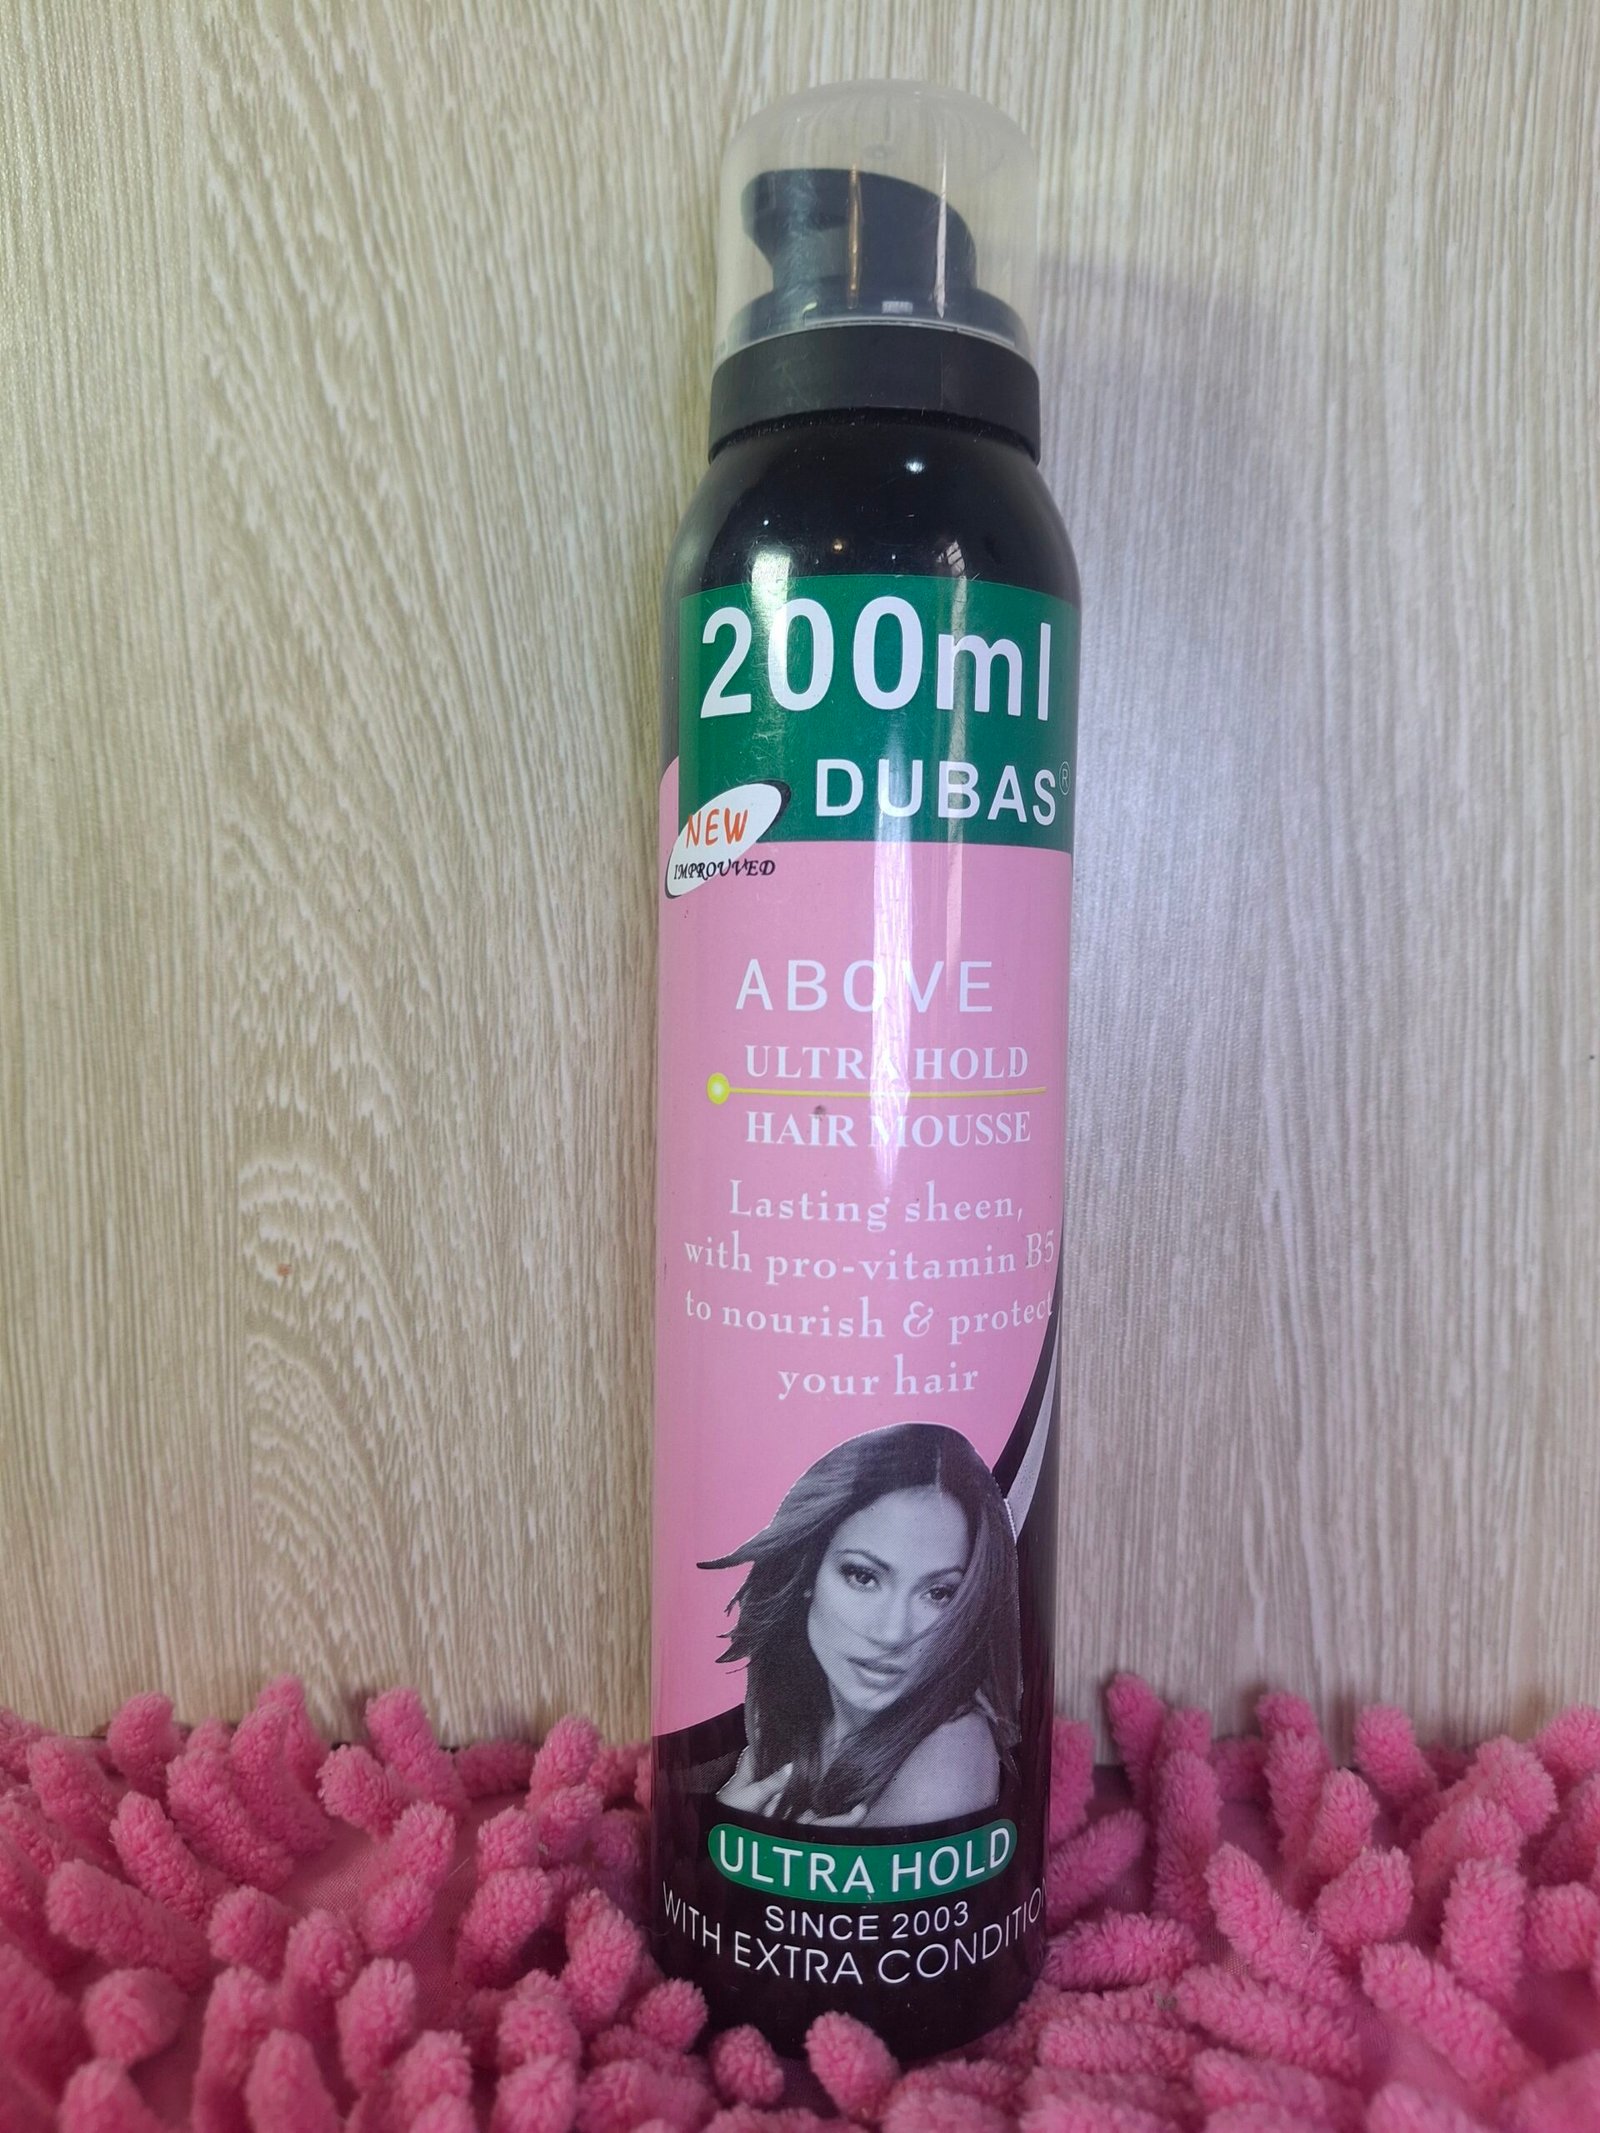 200ml
DUBAS®
NEW
IMPROUVED
ABOVE
ULTRA HOLD
HAIR MOUSSE
Lasting sheen,
with pro-vitamin B5
to nourish & protect
your hair
ULTRA HOLD
SINCE 2003
WITH EXTRA CONDITION